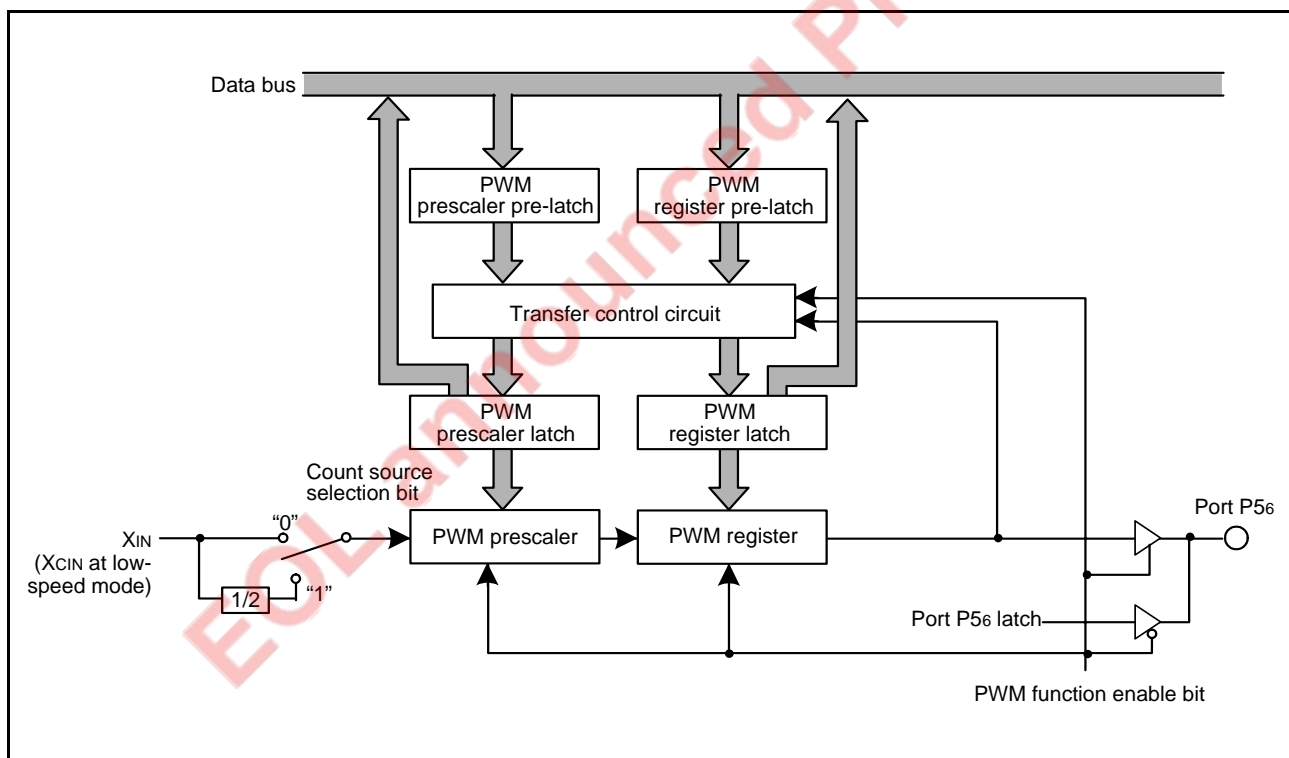 Data bus
PWM
prescaler pre-latch
PWM
register pre-latch
Transfer control circuit
PWM
prescaler latch
PWM
register latch
Count source
selection bit
XIN
(XCIN at low-
speed mode)
“0”
“1”
1/2
PWM prescaler
PWM register
Port P56
Port P56 latch
PWM function enable bit
EOL announced